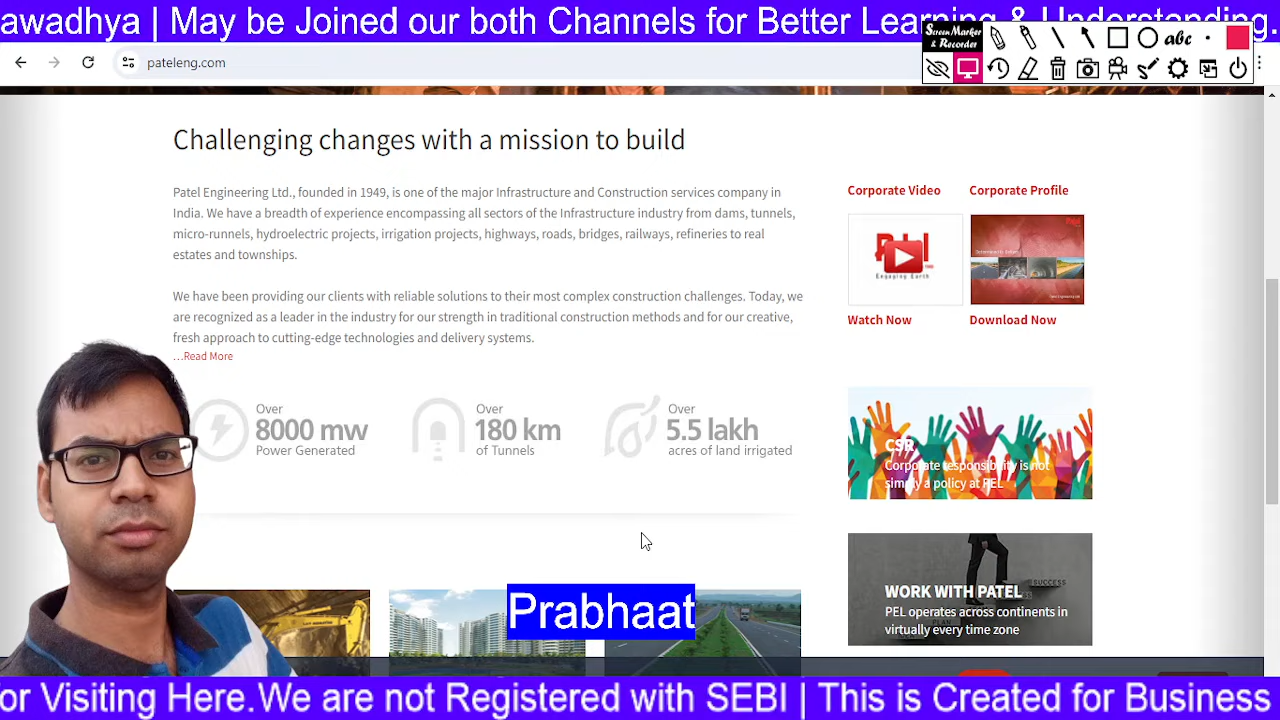 awadhya | May be Joined our both Channels for Better Learning & Understanding.
Screen Marker
& Recorder
abc
pateleng.com
Challenging changes with a mission to build
Patel Engineering Ltd., founded in 1949, is one of the major Infrastructure and Construction services company in
India. We have a breadth of experience encompassing all sectors of the Infrastructure industry from dams, tunnels,
micro-runnels, hydroelectric projects, irrigation projects, highways, roads, bridges, railways, refineries to real
estates and townships.
We have been providing our clients with reliable solutions to their most complex construction challenges. Today, we
are recognized as a leader in the industry for our strength in traditional construction methods and for our creative,
fresh approach to cutting-edge technologies and delivery systems.
...Read More
Over
8000 mw
Power Generated
Over
180 km
of Tunnels
Over
5.5 lakh
acres of land irrigated
Corporate Video
Corporate Profile
Patel
Engaging Earth
Watch Now
Download Now
CSR
Corporate responsibility is not
simply a policy at PEL
SUCCESS
PLAN
WORK WITH PATEL
PEL operates across continents in
virtually every time zone
Prabhaat
or Visiting Here.We are not Registered with SEBI | This is Created for Business